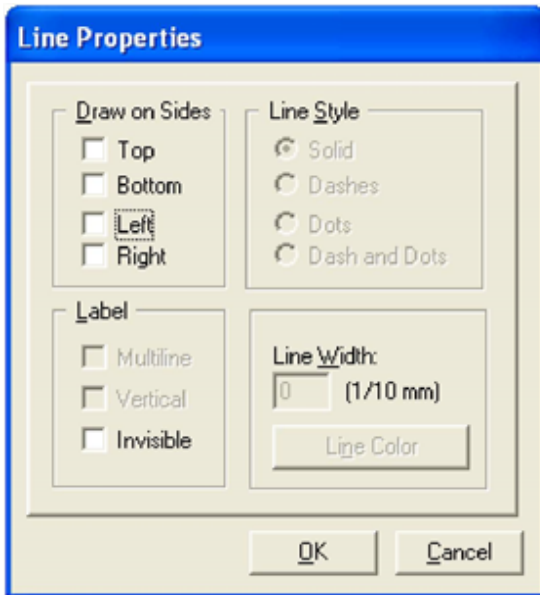 Line Properties
Draw on Sides
Top
Bottom
Left
Right
Line Style
Solid
Dashes
Dots
Dash and Dots
Label
Multiline
Vertical
Invisible
Line Width:
0 (1/10 mm)
Line Color
OK
Cancel